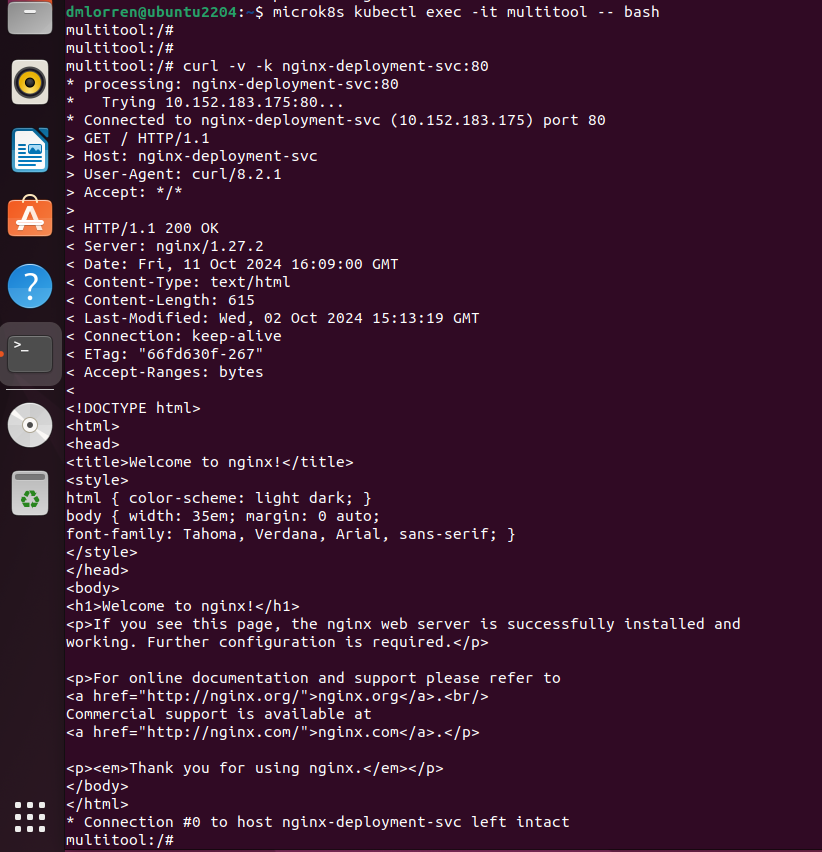 dmlorren@ubuntu2204:~$ microk8s kubectl exec -it multitool -- bash
multitool:/#
multitool:/#
multitool:/# curl -v -k nginx-deployment-svc:80
* processing: nginx-deployment-svc:80
*   Trying 10.152.183.175:80...
* Connected to nginx-deployment-svc (10.152.183.175) port 80
> GET / HTTP/1.1
> Host: nginx-deployment-svc
> User-Agent: curl/8.2.1
> Accept: */*
>
< HTTP/1.1 200 OK
< Server: nginx/1.27.2
< Date: Fri, 11 Oct 2024 16:09:00 GMT
< Content-Type: text/html
< Content-Length: 615
< Last-Modified: Wed, 02 Oct 2024 15:13:19 GMT
< Connection: keep-alive
< ETag: "66fd630f-267"
< Accept-Ranges: bytes
<
<!DOCTYPE html>
<html>
<head>
<title>Welcome to nginx!</title>
<style>
html { color-scheme: light dark; }
body { width: 35em; margin: 0 auto;
font-family: Tahoma, Verdana, Arial, sans-serif; }
</style>
</head>
<body>
<h1>Welcome to nginx!</h1>
<p>If you see this page, the nginx web server is successfully installed and
working. Further configuration is required.</p>

<p>For online documentation and support please refer to
<a href="http://nginx.org/">nginx.org</a>.<br/>
Commercial support is available at
<a href="http://nginx.com/">nginx.com</a>.</p>

<p><em>Thank you for using nginx.</em></p>
</body>
</html>
* Connection #0 to host nginx-deployment-svc left intact
multitool:/#